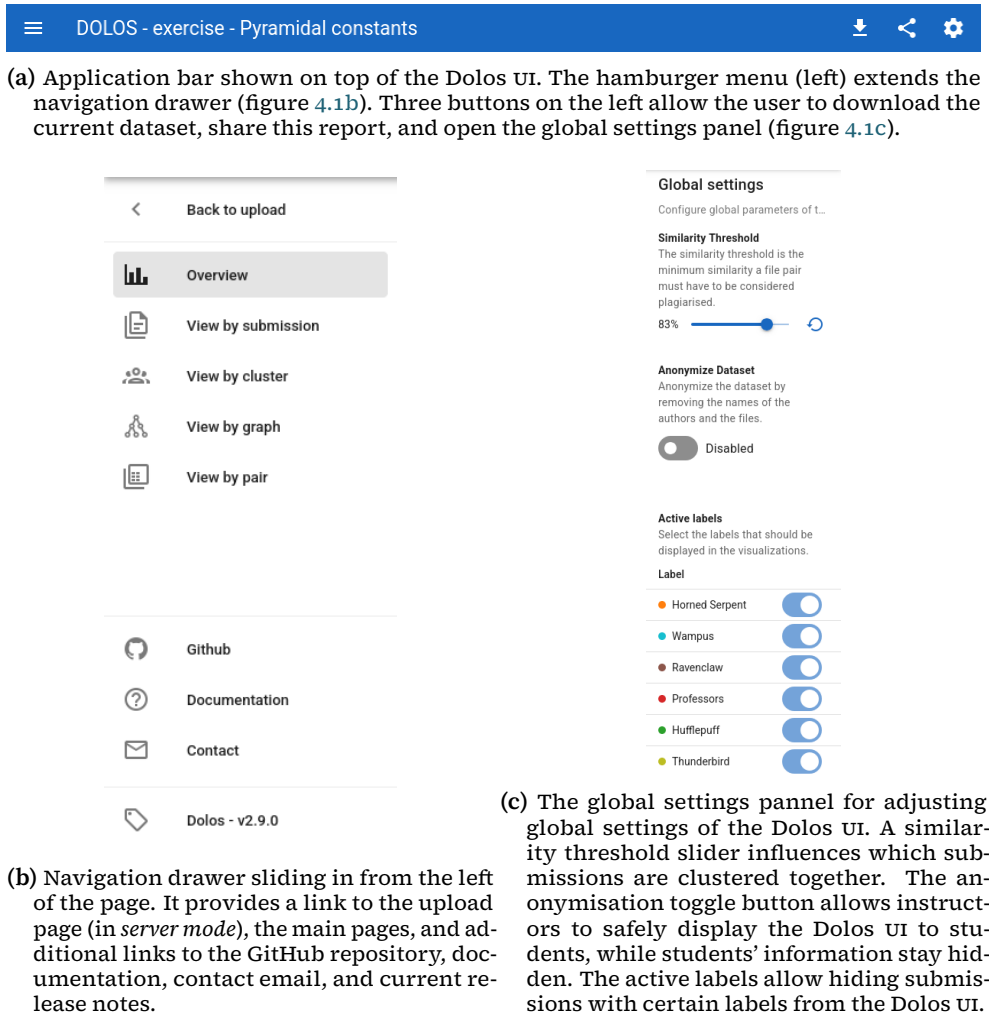 DOLOS - exercise - Pyramidal constants
(a) Application bar shown on top of the Dolos UI. The hamburger menu (left) extends the
navigation drawer (figure 4.1b). Three buttons on the left allow the user to download the
current dataset, share this report, and open the global settings panel (figure 4.1c).
Back to upload
Overview
View by submission
View by cluster
View by graph
View by pair
Github
Documentation
Contact
Dolos - v2.9.0
(b) Navigation drawer sliding in from the left
of the page. It provides a link to the upload
page (in server mode), the main pages, and ad-
ditional links to the GitHub repository, doc-
umentation, contact email, and current re-
lease notes.
Global settings
Configure global parameters of t…
Similarity Threshold
The similarity threshold is the
minimum similarity a file pair
must have to be considered
plagiarised.
83%
Anonymize Dataset
Anonymize the dataset by
removing the names of the
authors and the files.
Disabled
Active labels
Select the labels that should be
displayed in the visualizations.
Label
Horned Serpent
Wampus
Ravenclaw
Professors
Hufflepuff
Thunderbird
(c) The global settings pannel for adjusting
global settings of the Dolos UI. A similar-
ity threshold slider influences which sub-
missions are clustered together. The an-
onymisation toggle button allows instruct-
ors to safely display the Dolos UI to stu-
dents, while students' information stay hid-
den. The active labels allow hiding submis-
sions with certain labels from the Dolos UI.